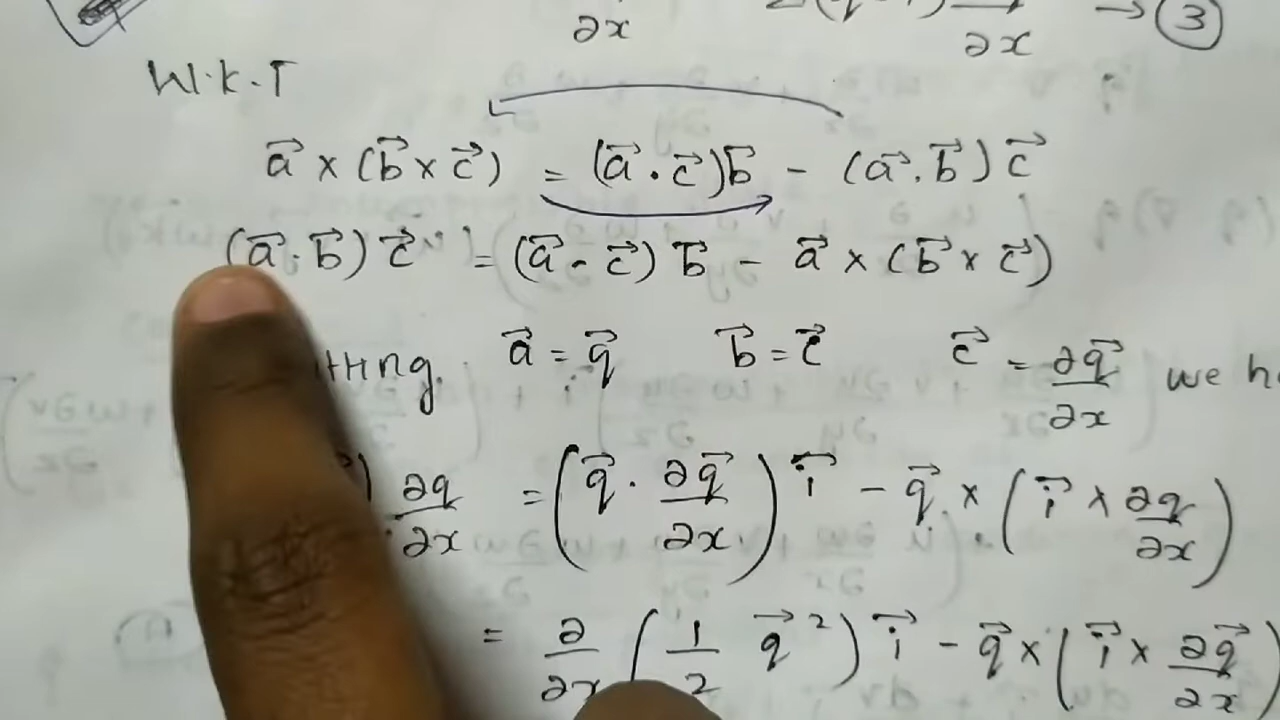 ∂x ∂x → ③
W.K.T
a⃗ × (b⃗ × c⃗) = (a⃗ . c⃗) b⃗ - (a⃗ . b⃗) c⃗
(a⃗ . b⃗) c⃗ = (a⃗ - c⃗) b⃗ - a⃗ × (b⃗ × c⃗)
a⃗ = q⃗ b⃗ = c⃗ c⃗ = ∂q⃗/∂x we
∂q/∂x = (q⃗ . ∂q⃗/∂x) i⃗ - q⃗ × (i⃗ × ∂q/∂x)
= ∂/∂x (1/2 q⃗²) i⃗ - q⃗ × (i⃗ × ∂q⃗/∂x)